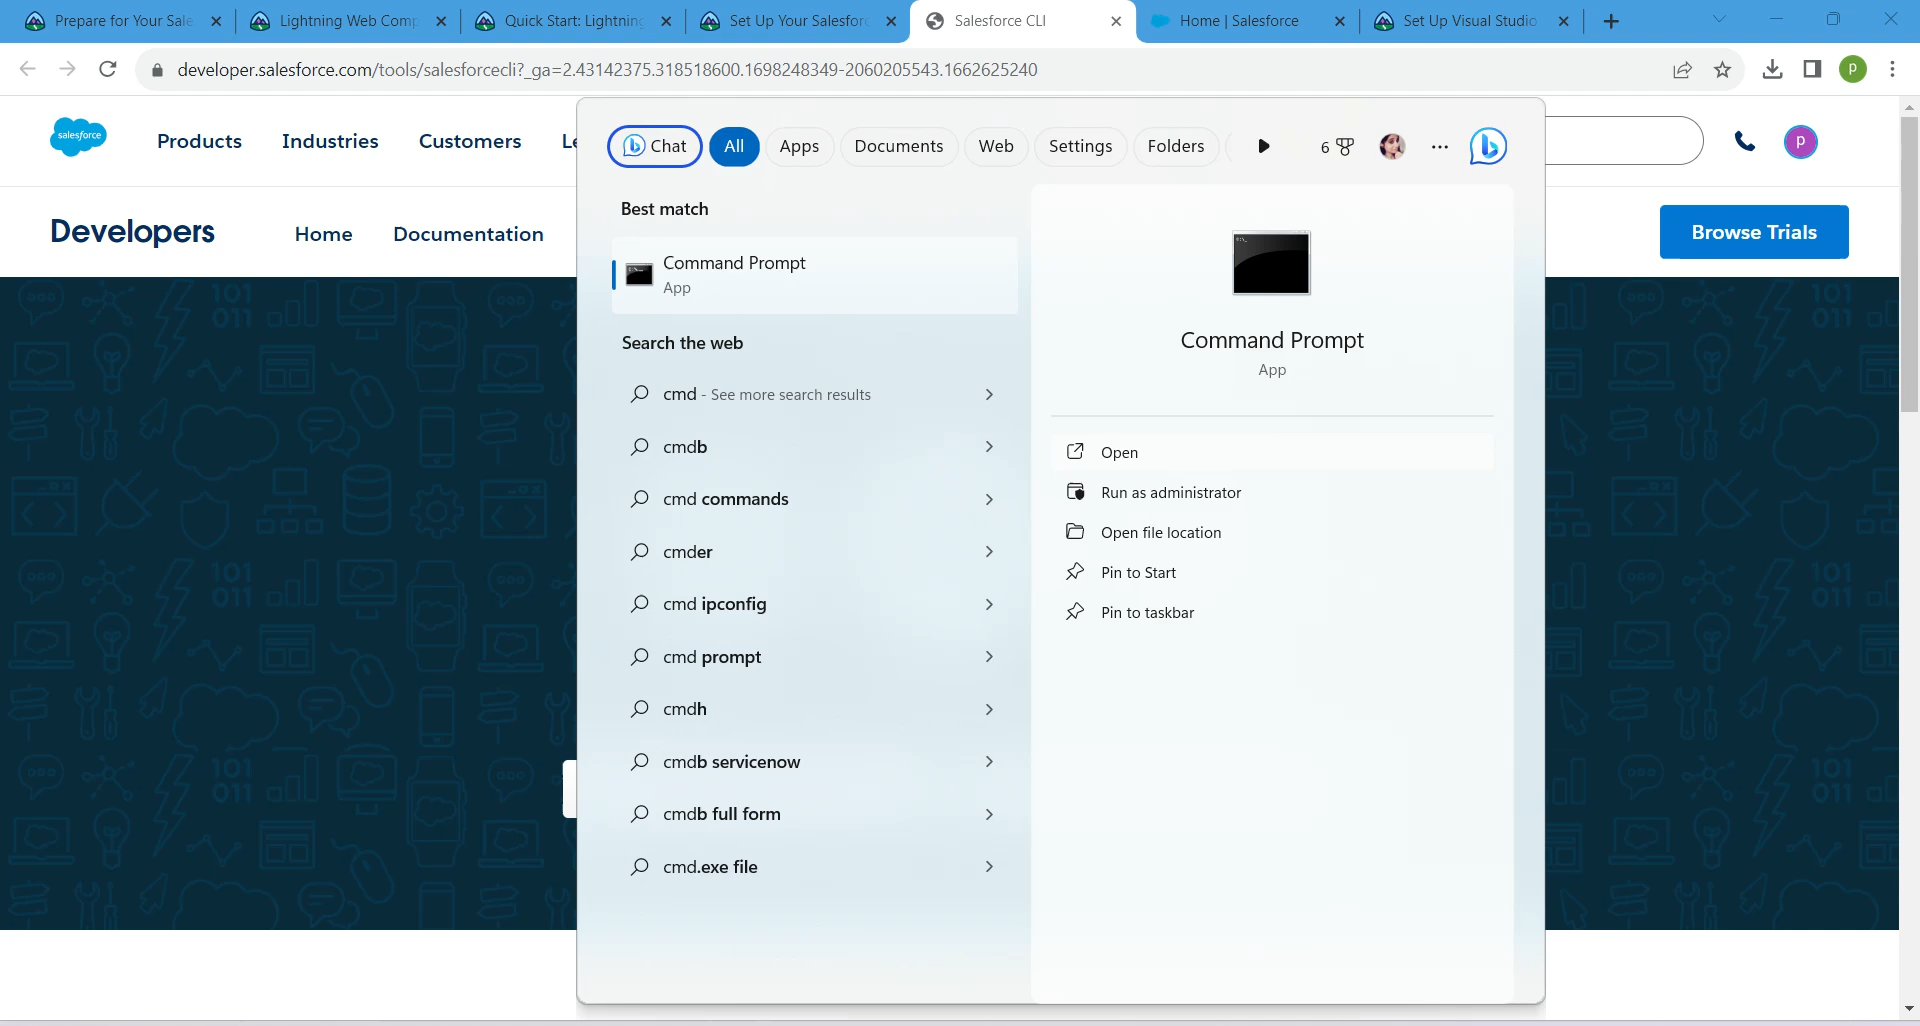 Prepare for Your Sale
Lightning Web Comp
Quick Start: Lightning
Set Up Your Salesforc
Salesforce CLI
Home | Salesforce
Set Up Visual Studio
developer.salesforce.com/tools/salesforcecli?_ga=2.43142375.318518600.1698248349-2060205543.1662625240
p
salesforce
Products
Industries
Customers
Le
p
Developers
Home
Documentation
Browse Trials
Chat
All
Apps
Documents
Web
Settings
Folders
6
Best match
Command Prompt
App
Search the web
cmd - See more search results
cmdb
cmd commands
cmder
cmd ipconfig
cmd prompt
cmdh
cmdb servicenow
cmdb full form
cmd.exe file
Command Prompt
App
Open
Run as administrator
Open file location
Pin to Start
Pin to taskbar